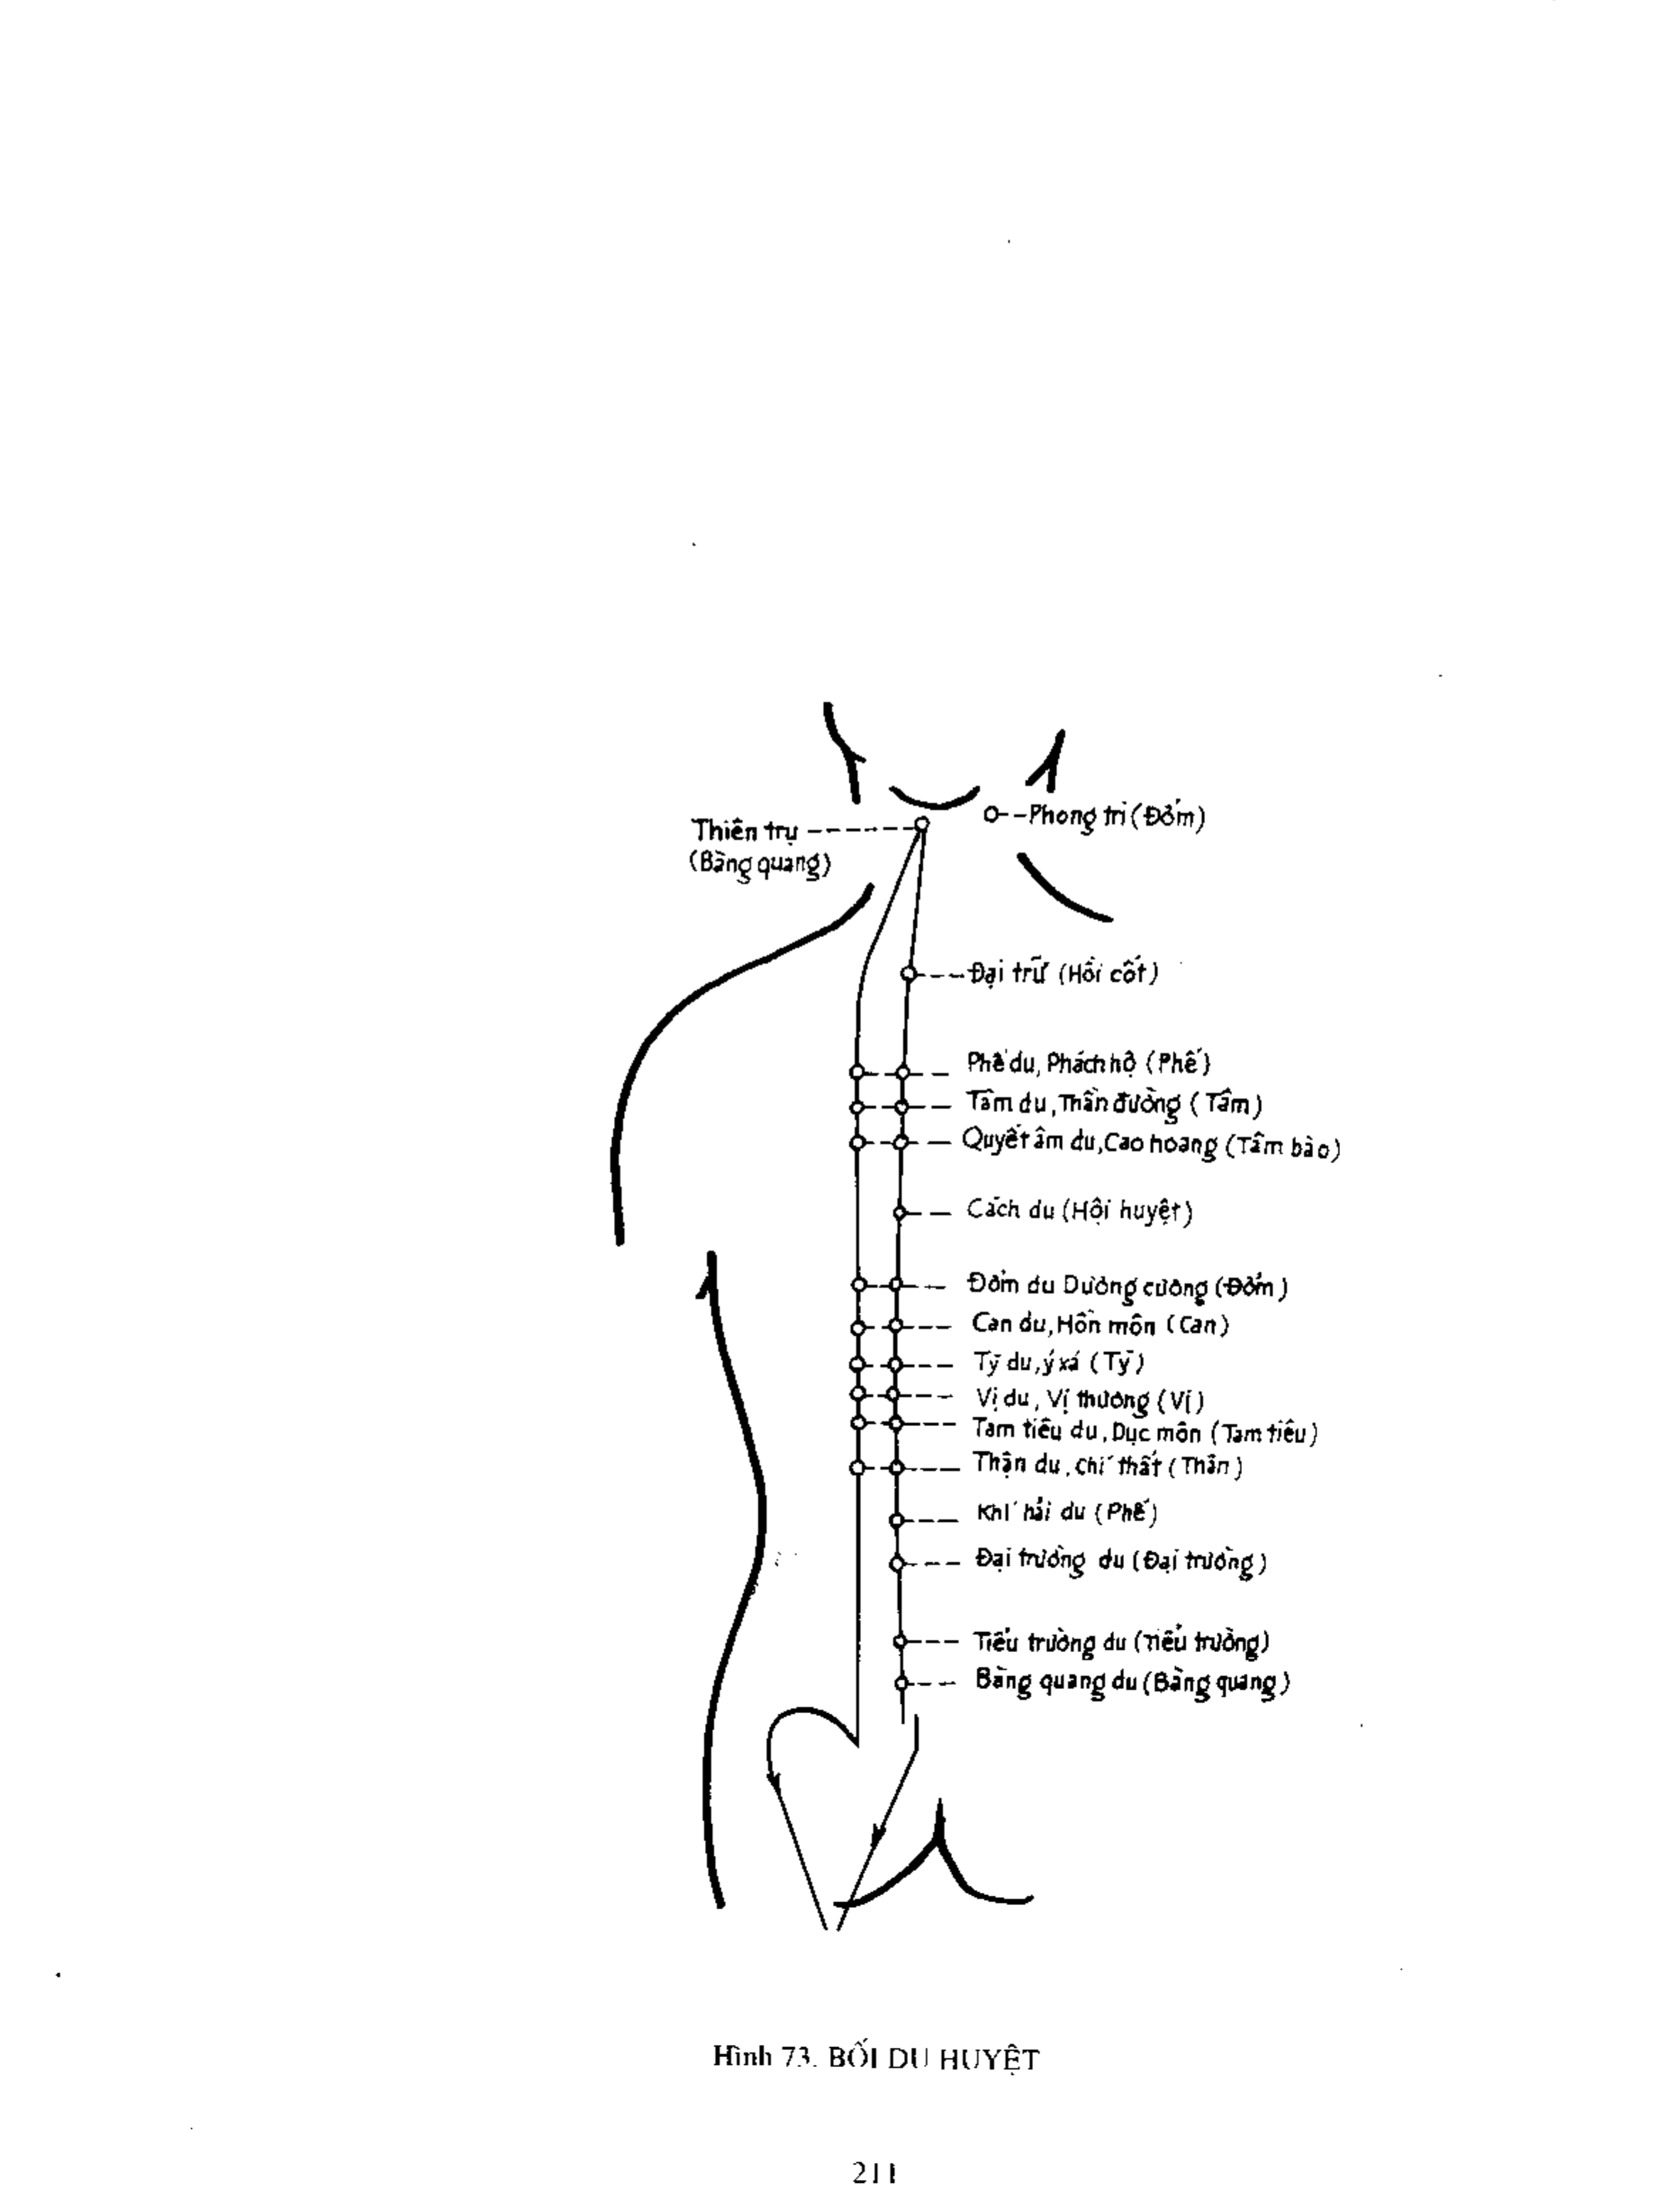 Phong trì (Đởm)
Thiên trụ
(Bàng quang)
Đại trữ (Hồi cốt)
Phế du, Phách hộ (Phế)
Tâm du, Thần đường (Tâm)
Quyết âm du, Cao hoang (Tâm bào)
Cách du (Hội huyệt)
Đởm du Dương cương (Đởm)
Can du, Hồn môn (Can)
Tỳ du, ý xá (Tỳ)
Vị du, Vị thương (Vị)
Tam tiêu du, Dục môn (Tam tiêu)
Thận du, chí thất (Thận)
Khí hải du (Phế)
Đại trường du (Đại trường)
Tiểu trường du (Tiểu trường)
Bàng quang du (Bàng quang)
Hình 73. BỐI DU HUYỆT
211